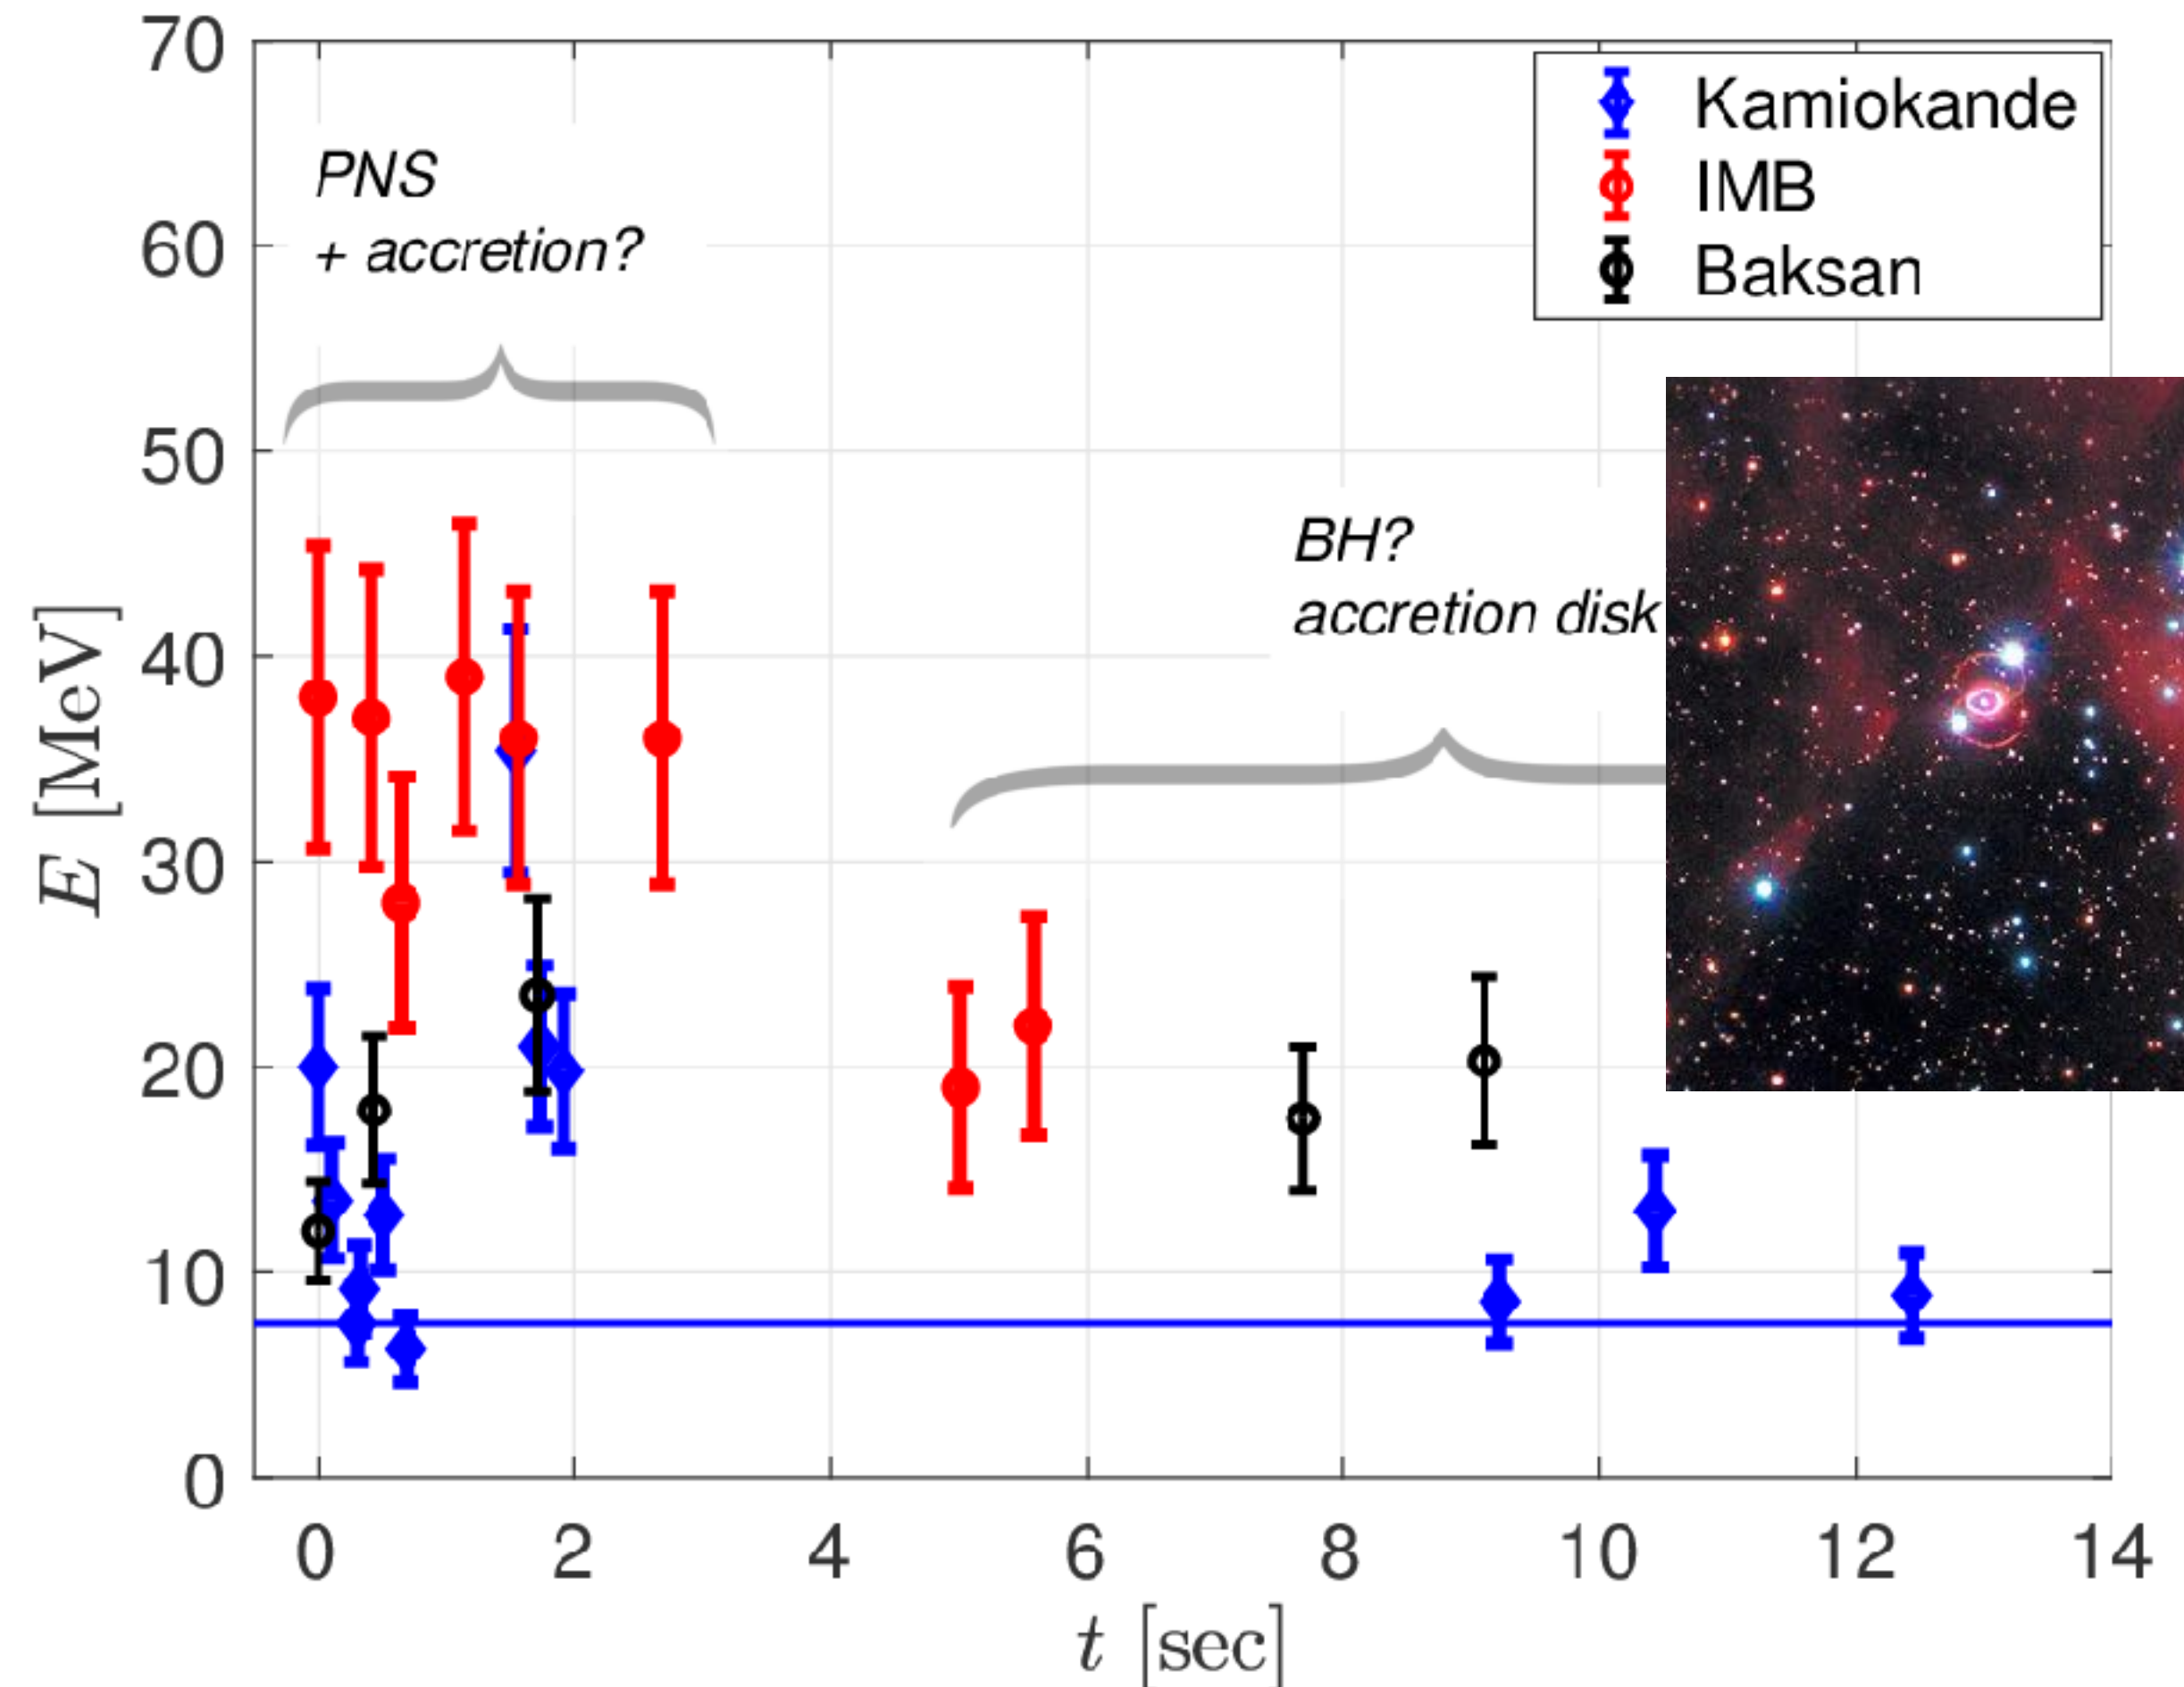 70
60
50
40
30
20
10
0
E [MeV]
PNS
+ accretion?
Kamiokande
IMB
Baksan
BH?
accretion disk
0 2 4 6 8 10 12 14
t [sec]